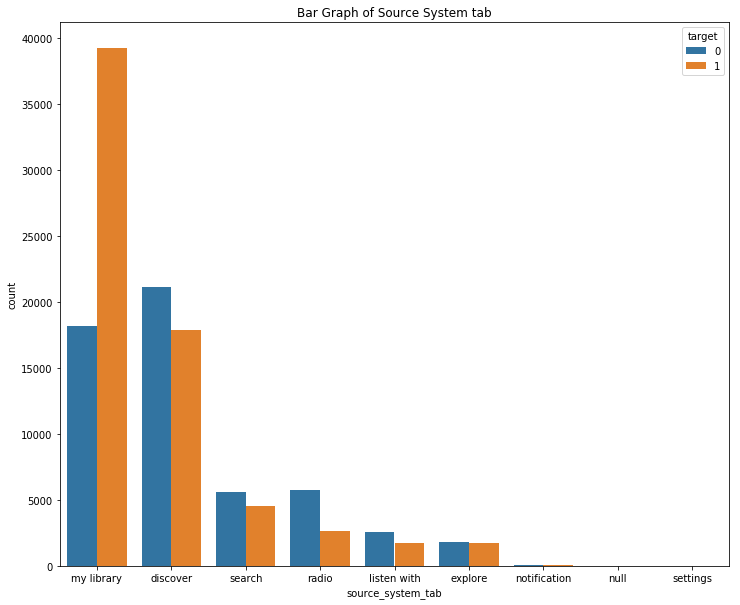 Bar Graph of Source System tab
target
0
1
40000
35000
30000
25000
20000
15000
10000
5000
0
count
my library discover search radio listen with explore notification null settings
source_system_tab